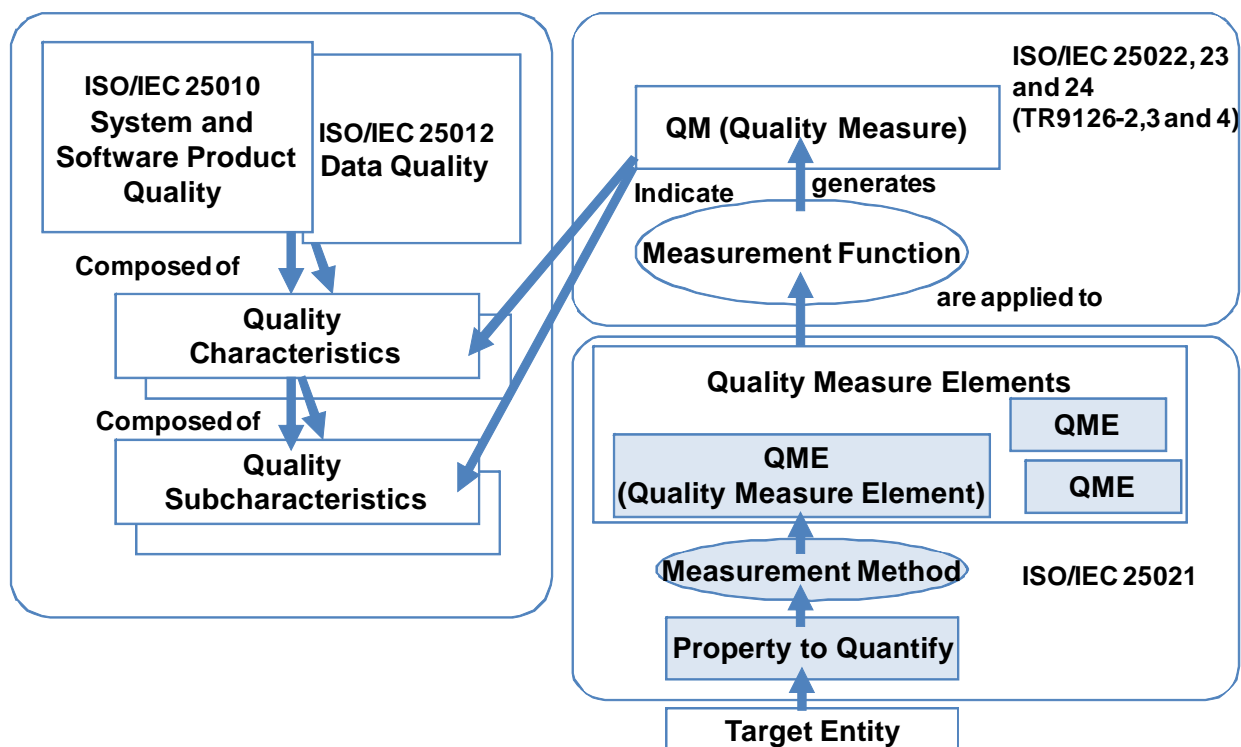 ISO/IEC 25010
System and
Software Product
Quality
ISO/IEC 25012
Data Quality
Composed of
Quality
Characteristics
Composed of
Quality
Subcharacteristics
ISO/IEC 25022, 23
and 24
(TR9126-2,3 and 4)
QM (Quality Measure)
Indicate
generates
Measurement Function
are applied to
Quality Measure Elements
QME
QME
(Quality Measure Element)
QME
Measurement Method
ISO/IEC 25021
Property to Quantify
Target Entity